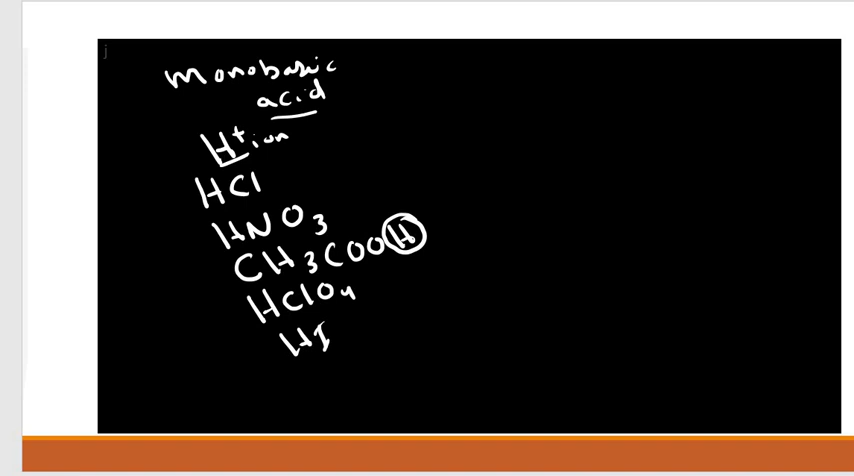 j
monobasic
acid
H+ ion
HCl
HNO3
CH3COOH
HClO4
HI